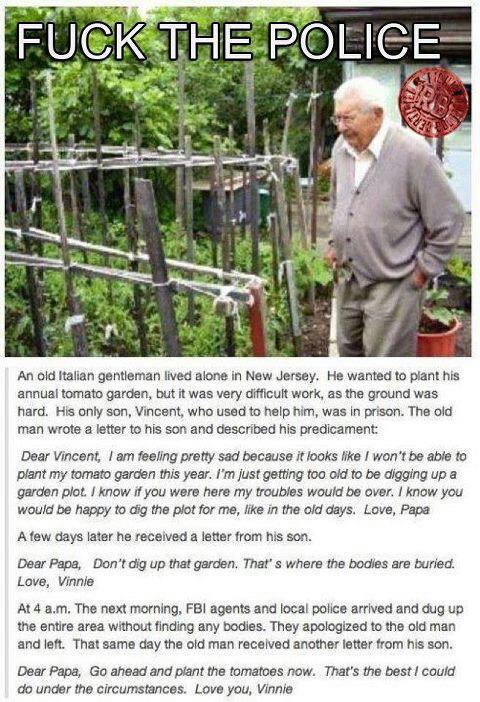 FUCK THE POLICE
An old Italian gentleman lived alone in New Jersey. He wanted to plant his
annual tomato garden, but it was very difficult work, as the ground was
hard. His only son, Vincent, who used to help him, was in prison. The old
man wrote a letter to his son and described his predicament:
Dear Vincent, I am feeling pretty sad because it looks like I won't be able to
plant my tomato garden this year. I'm just getting too old to be digging up a
garden plot. I know if you were here my troubles would be over. I know you
would be happy to dig the plot for me, like in the old days. Love, Papa
A few days later he received a letter from his son.
Dear Papa, Don't dig up that garden. That' s where the bodies are buried.
Love, Vinnie
At 4 a.m. The next morning, FBI agents and local police arrived and dug up
the entire area without finding any bodies. They apologized to the old man
and left. That same day the old man received another letter from his son.
Dear Papa, Go ahead and plant the tomatoes now. That's the best I could
do under the circumstances. Love you, Vinnie